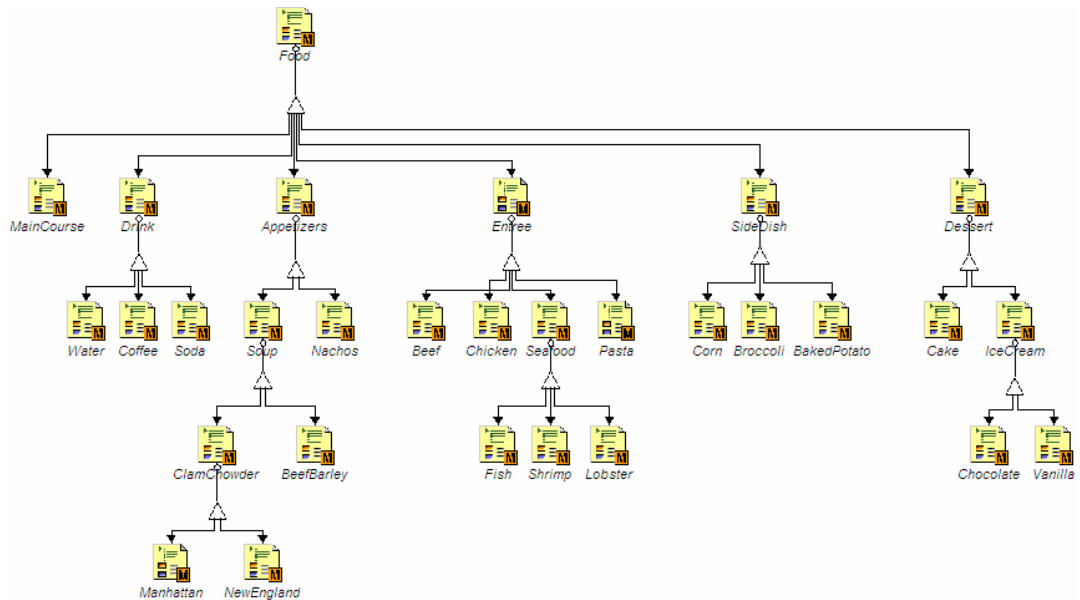 Food
MainCourse
Drink
Appetizers
Entree
SideDish
Dessert
Water
Coffee
Soda
Soup
Nachos
Beef
Chicken
Seafood
Pasta
Corn
Broccoli
BakedPotato
Cake
IceCream
ClamChowder
BeefBarley
Fish
Shrimp
Lobster
Chocolate
Vanilla
Manhattan
NewEngland